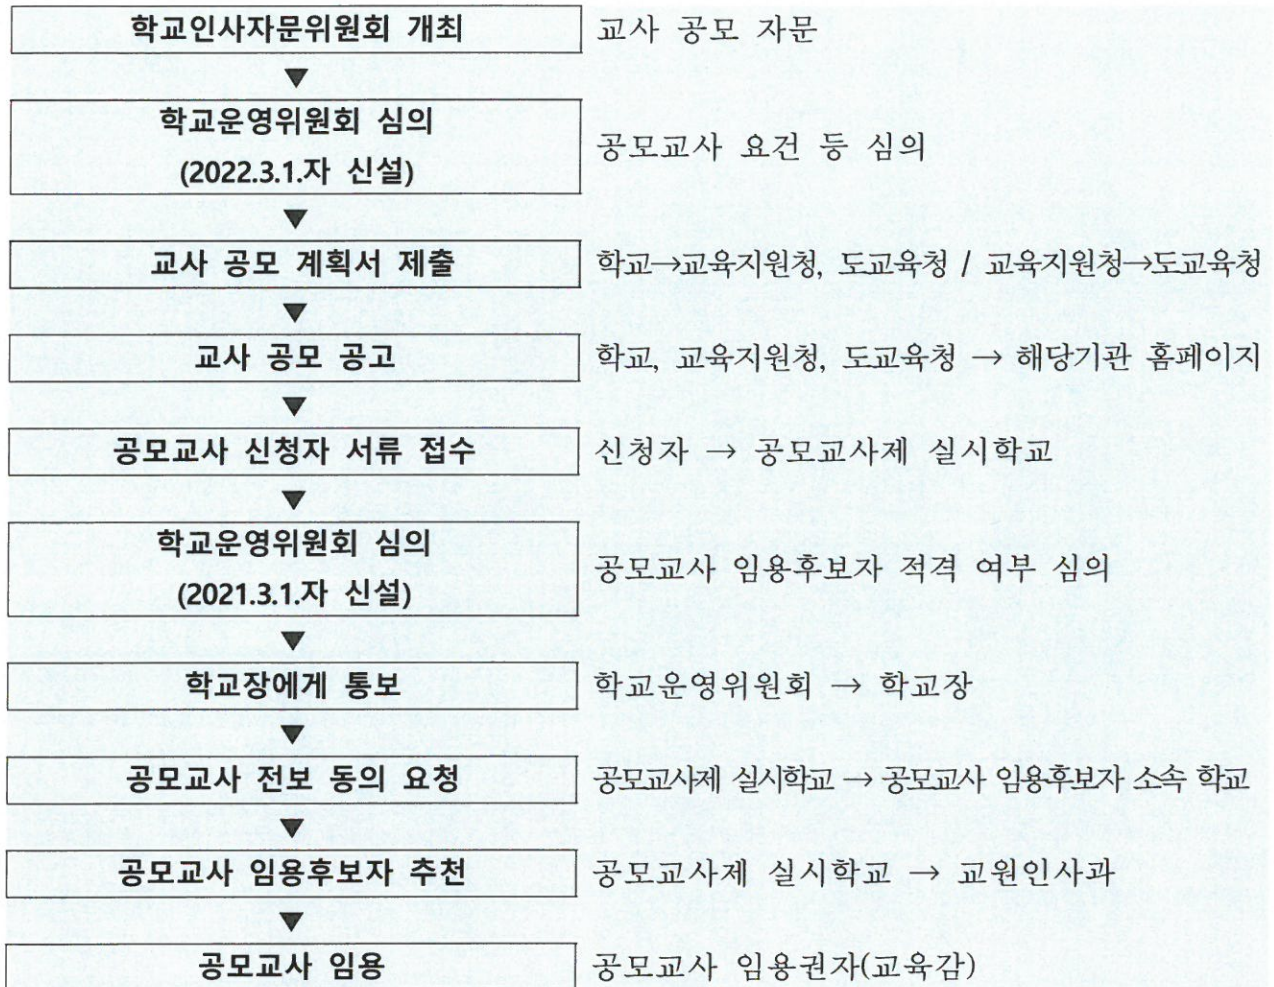 학교인사자문위원회 개최 교사 공모 자문
▼
학교운영위원회 심의
(2022.3.1.자 신설)
공모교사 요건 등 심의
▼
교사 공모 계획서 제출 학교→교육지원청, 도교육청 / 교육지원청→도교육청
▼
교사 공모 공고 학교, 교육지원청, 도교육청 → 해당기관 홈페이지
▼
공모교사 신청자 서류 접수 신청자 → 공모교사제 실시학교
▼
학교운영위원회 심의
(2021.3.1.자 신설)
공모교사 임용후보자 적격 여부 심의
▼
학교장에게 통보 학교운영위원회 → 학교장
▼
공모교사 전보 동의 요청 공모교사제 실시학교 → 공모교사 임용후보자 소속 학교
▼
공모교사 임용후보자 추천 공모교사제 실시학교 → 교원인사과
▼
공모교사 임용 공모교사 임용권자(교육감)